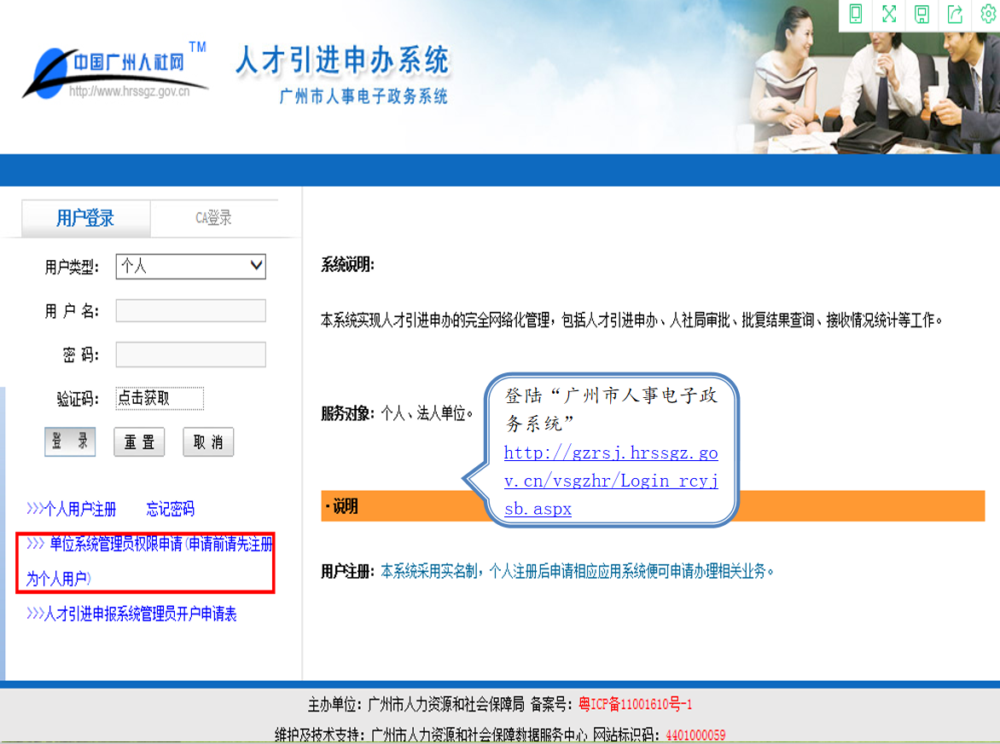 中国广州人社网 TM
http://www.hrssgz.gov.cn
人才引进申办系统
广州市人事电子政务系统
用户登录 CA登录
用户类型: 个人
用 户 名:
密 码:
验证码: 点击获取
登 录 重 置 取 消
>>>个人用户注册 忘记密码
>>> 单位系统管理员权限申请(申请前请先注册
为个人用户)
>>>人才引进申报系统管理员开户申请表
系统说明:
本系统实现人才引进申办的完全网络化管理，包括人才引进申办、人社局审批、批复结果查询、接收情况统计等工作。
服务对象: 个人、法人单位。
登陆“广州市人事电子政
务系统”
http://gzrsj.hrssgz.go
v.cn/vsgzhr/Login_rcyj
sb.aspx
·说明
用户注册: 本系统采用实名制，个人注册后申请相应应用系统便可申请办理相关业务。
主办单位: 广州市人力资源和社会保障局 备案号: 粤ICP备11001610号-1
维护及技术支持: 广州市人力资源和社会保障数据服务中心 网站标识码: 4401000059